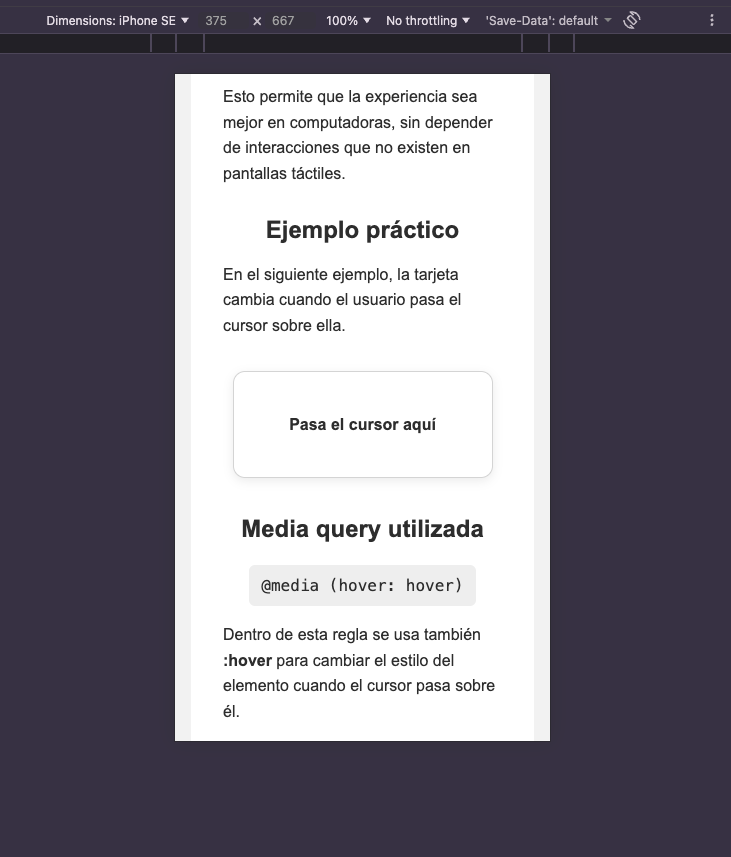 Dimensions: iPhone SE 375 × 667 100% No throttling 'Save-Data': default
Esto permite que la experiencia sea
mejor en computadoras, sin depender
de interacciones que no existen en
pantallas táctiles.
Ejemplo práctico
En el siguiente ejemplo, la tarjeta
cambia cuando el usuario pasa el
cursor sobre ella.
Pasa el cursor aquí
Media query utilizada
@media (hover: hover)
Dentro de esta regla se usa también
:hover para cambiar el estilo del
elemento cuando el cursor pasa sobre
él.